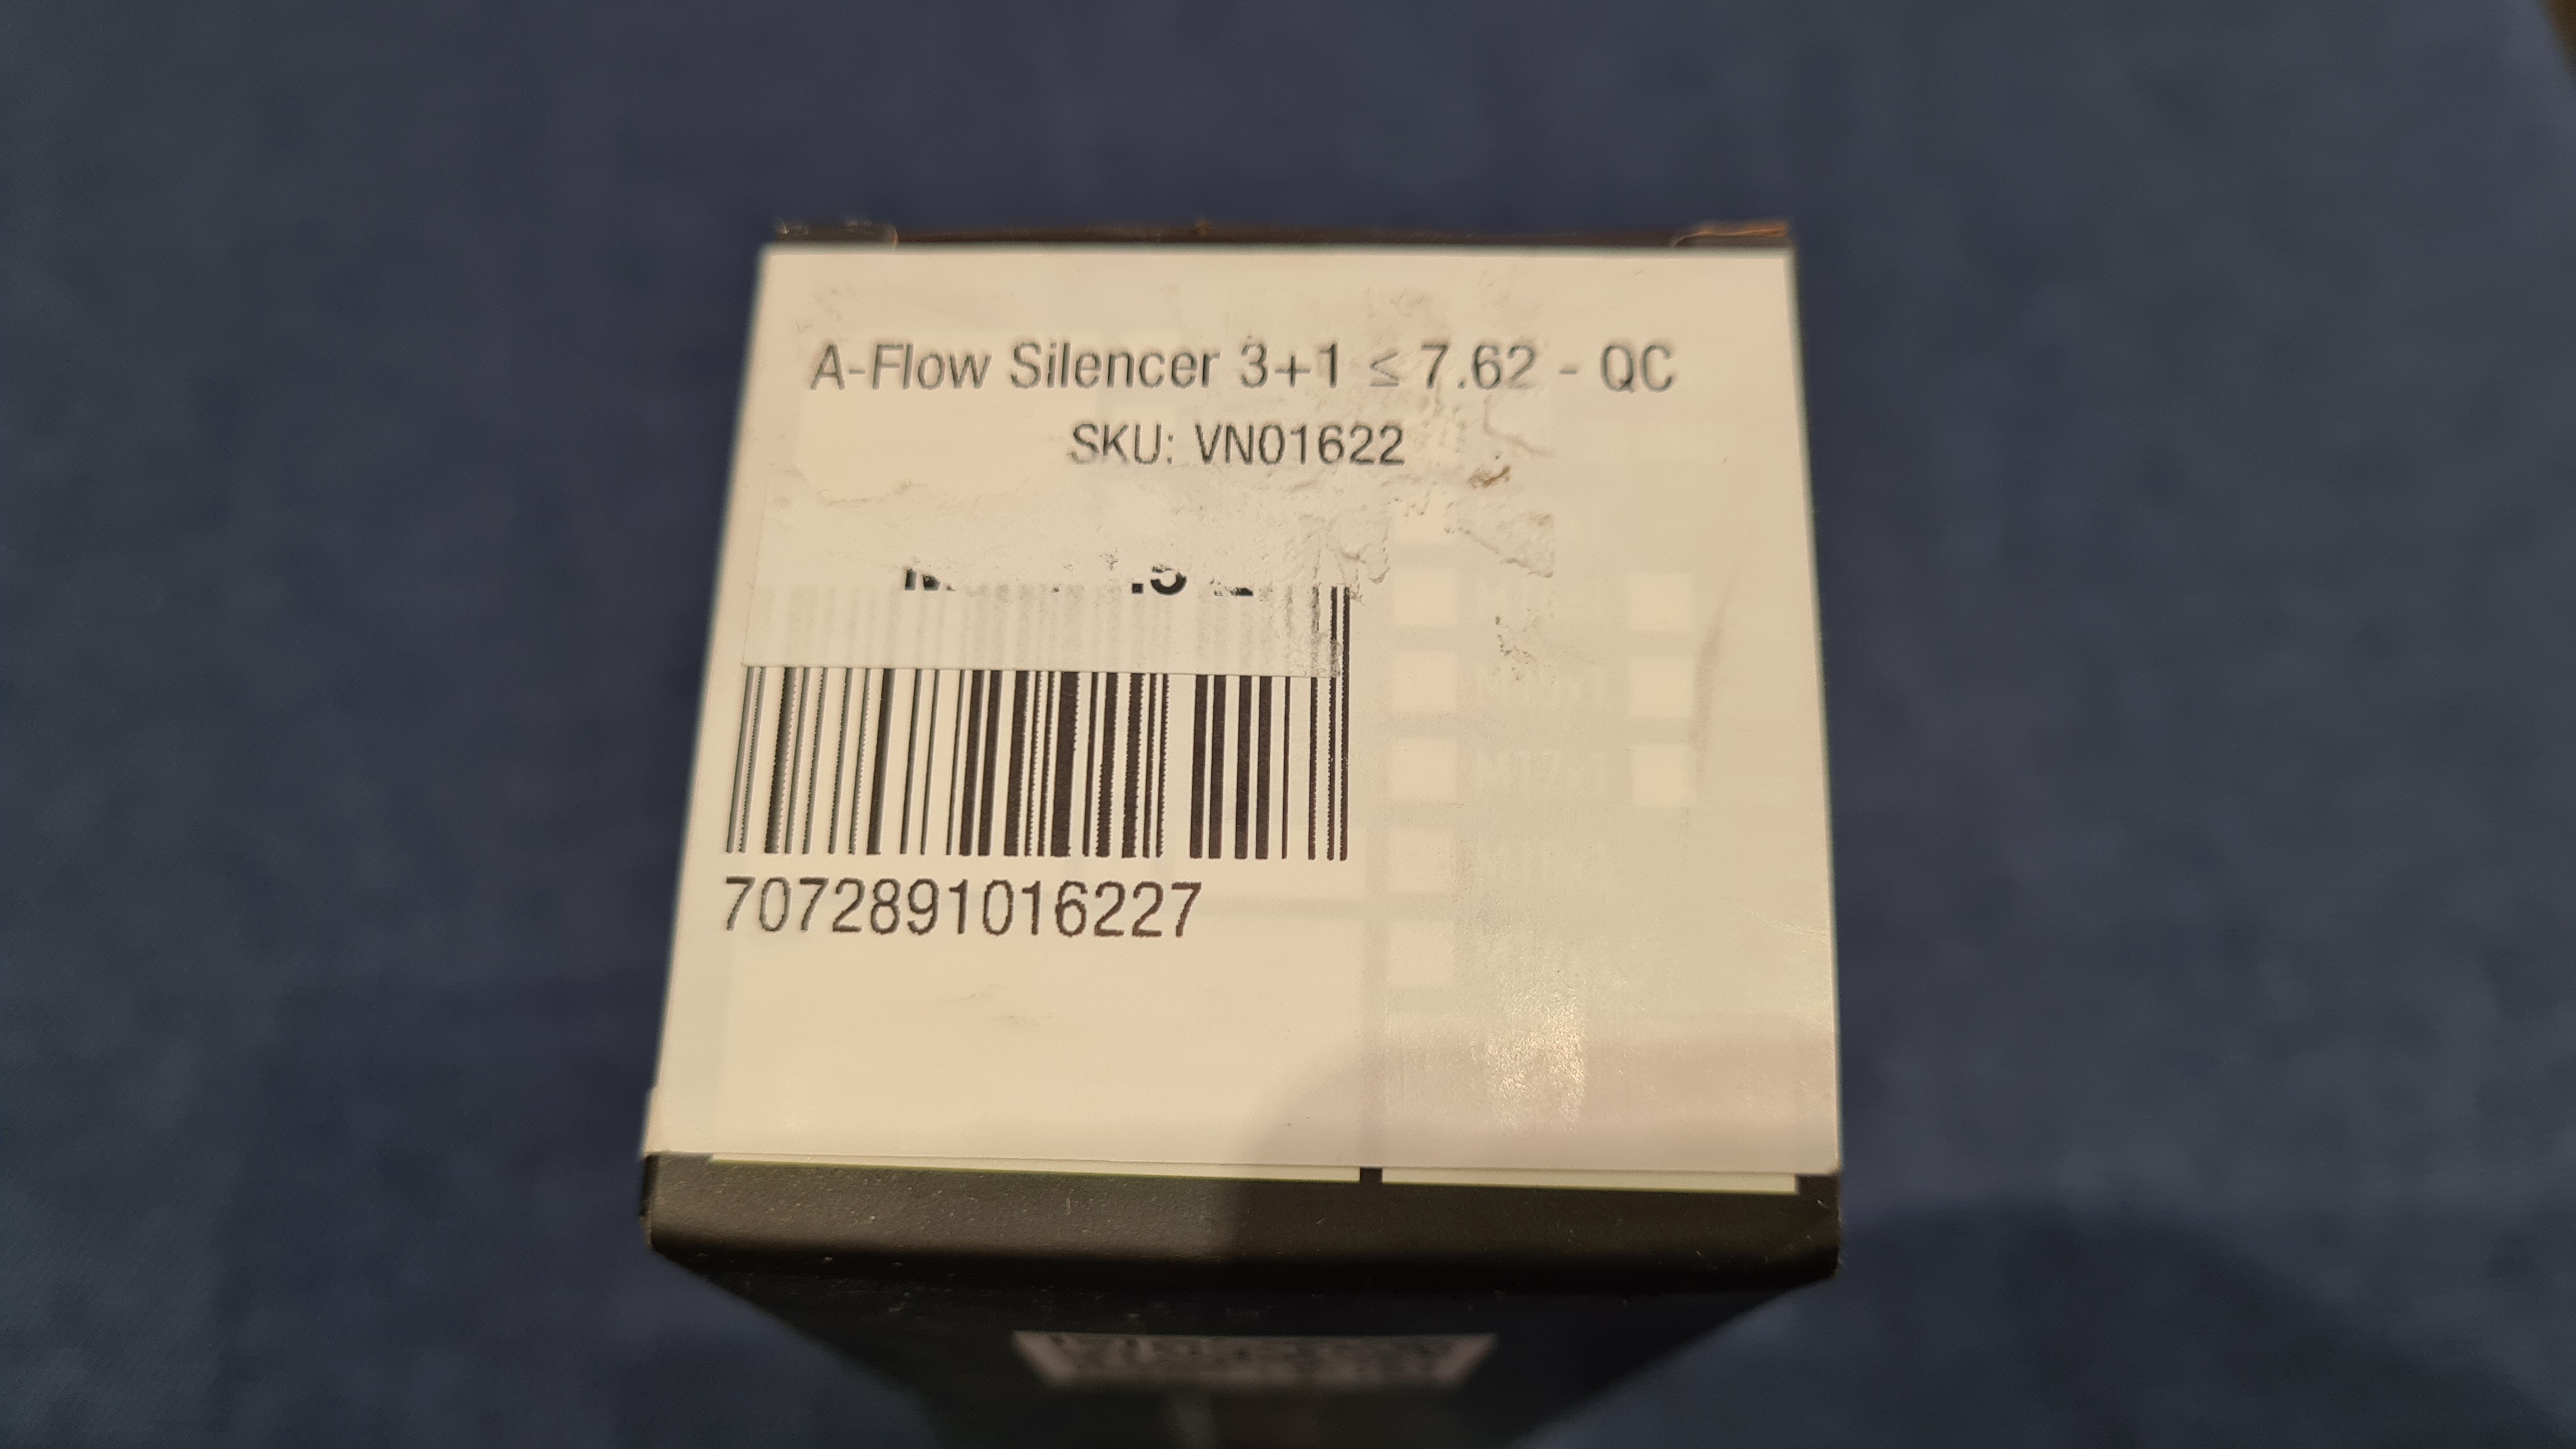 A-Flow Silencer 3+1 ≤ 7.62 - QC
SKU: VN01622
7072891016227